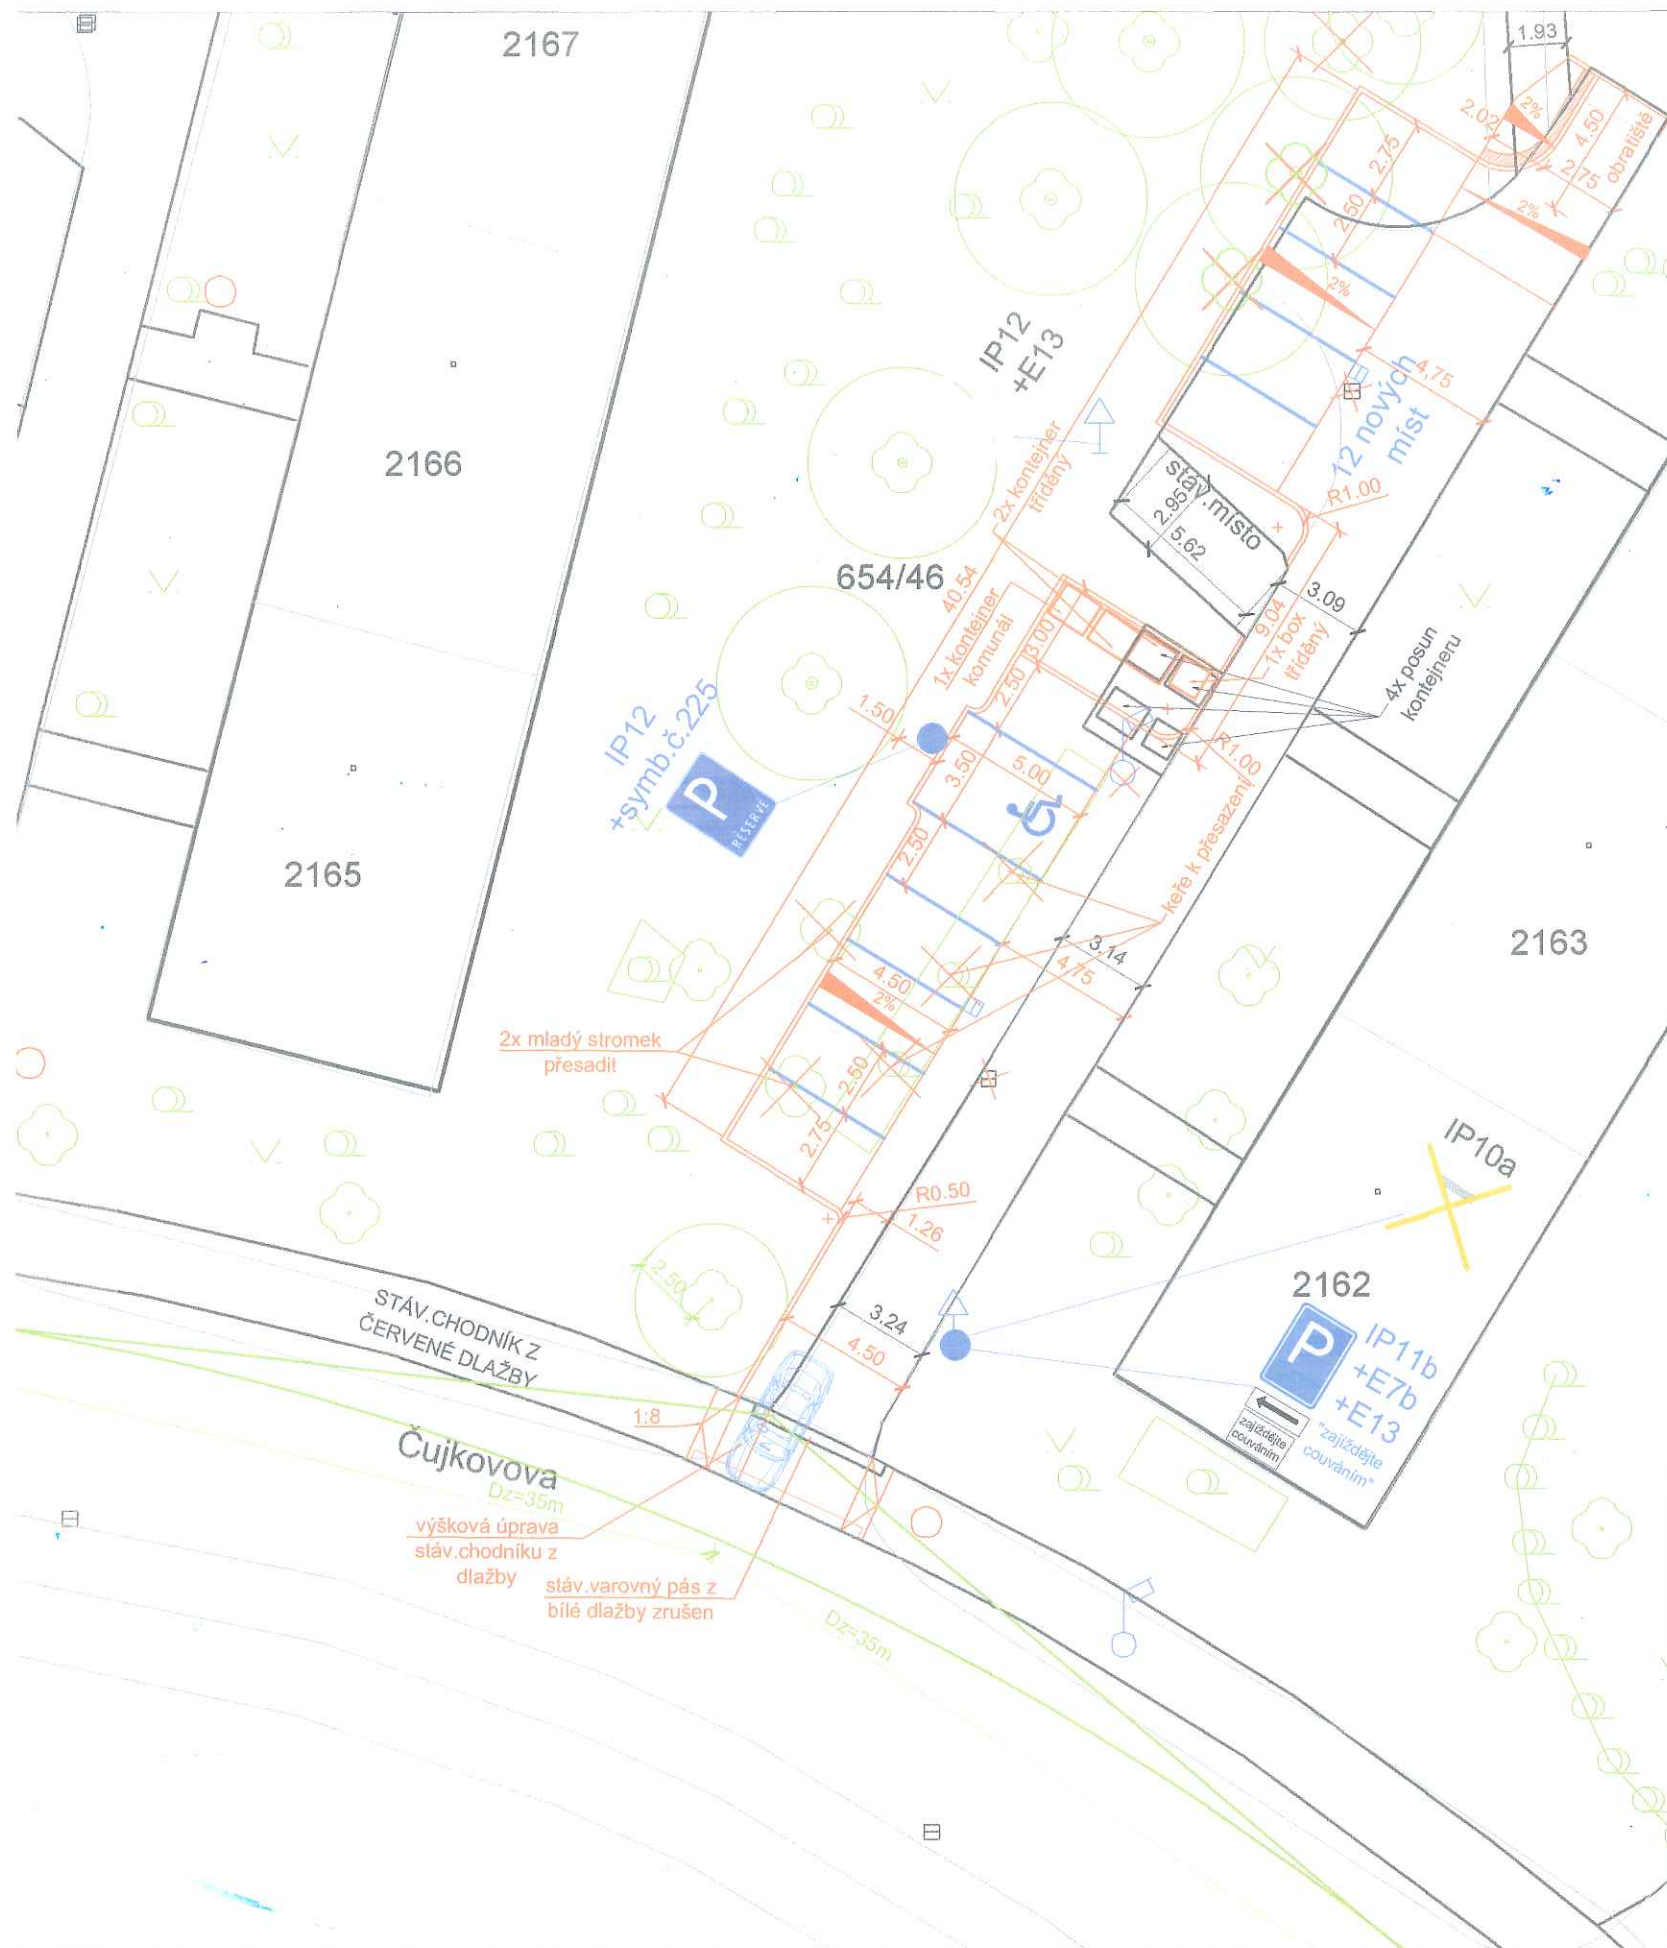 2167
1.93
2.02
2%
4.50
2.75
obratiště
2.75
2.50
2%
2%
IP12
+E13
4,75
12 nových
míst
2166
2x kontejner
tříděný
stáv.místo
2.95
5.62
R1.00
654/46
40.54
1x kontejner
komunál
3.00
9.04
3.09
1x box
tříděný
4x posun
kontejneru
2.50
1.50
IP12
+symb.č.225
P
RÉSERVÉ
3.50
5.00
R1.00
keře k přesazení
2165
2.50
2163
3.14
4.75
4.50
2%
2x mladý stromek
přesadit
2.50
2.75
IP10a
R0.50
1.26
2.50
2162
STÁV.CHODNÍK Z
ČERVENÉ DLAŽBY
3.24
4.50
P
IP11b
+E7b
+E13
"zajíždějte
couváním"
zajíždějte
couváním
1:8
Čujkovova
Dz=35m
výšková úprava
stáv.chodníku z
dlažby
stáv.varovný pás z
bílé dlažby zrušen
Dz=35m